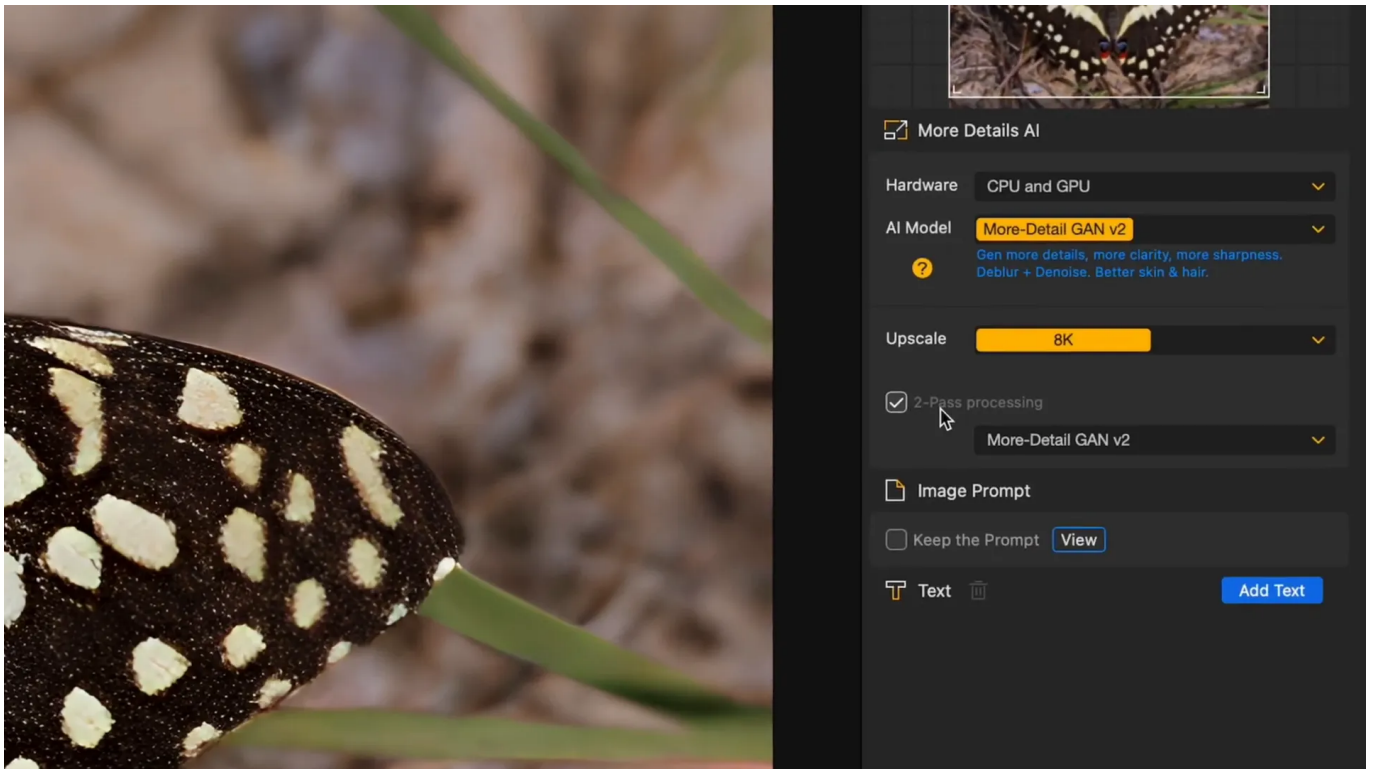 More Details AI
Hardware CPU and GPU
AI Model More-Detail GAN v2
Gen more details, more clarity, more sharpness.
? Deblur + Denoise. Better skin & hair.
Upscale 8K
2-Pass processing
More-Detail GAN v2
Image Prompt
Keep the Prompt View
Text Add Text